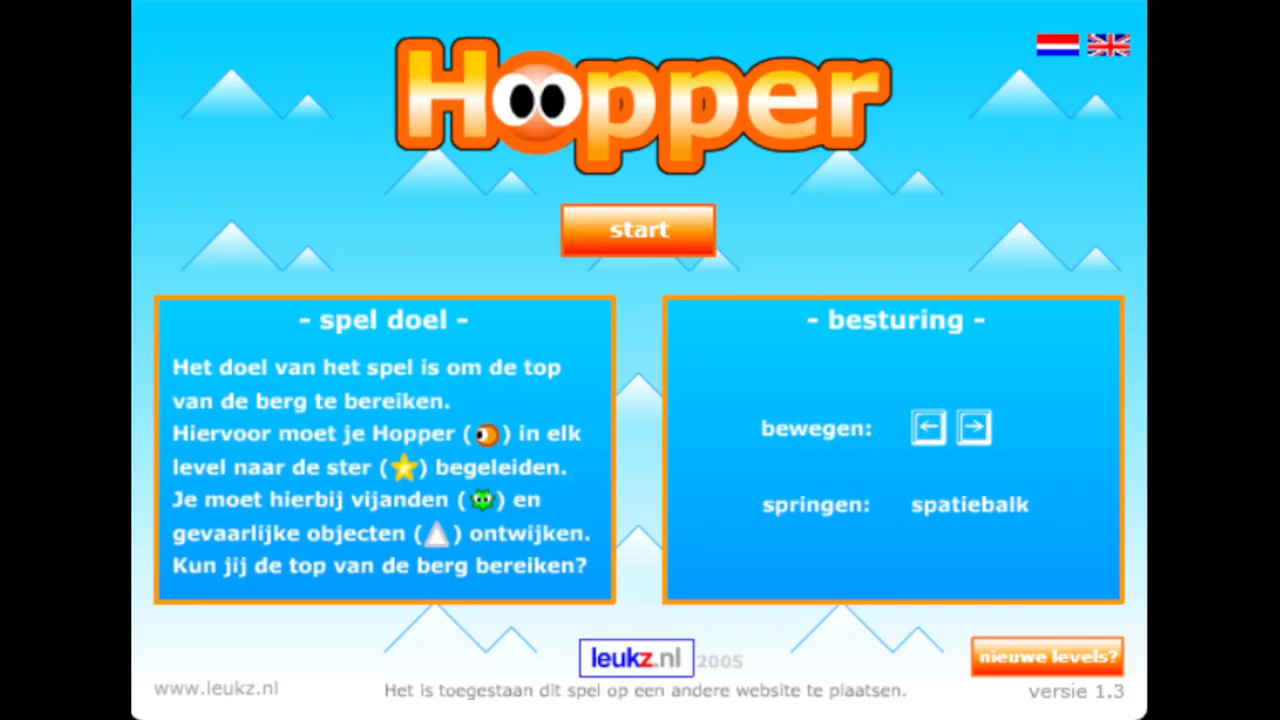 Hopper
start
- spel doel -
Het doel van het spel is om de top
van de berg te bereiken.
Hiervoor moet je Hopper ( ) in elk
level naar de ster ( ) begeleiden.
Je moet hierbij vijanden ( ) en
gevaarlijke objecten ( ) ontwijken.
Kun jij de top van de berg bereiken?
- besturing -
bewegen: ← →
springen: spatiebalk
leukz.nl 2005
nieuwe levels?
www.leukz.nl
Het is toegestaan dit spel op een andere website te plaatsen.
versie 1.3